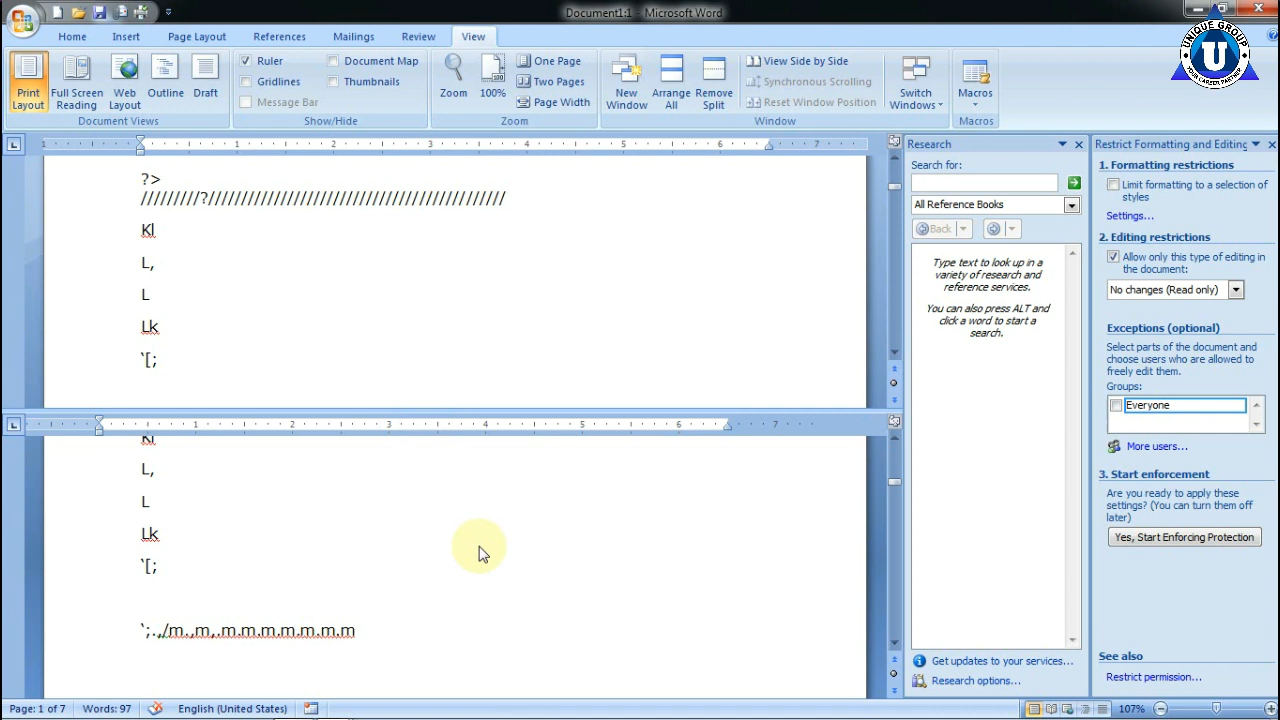 Document1:1 - Microsoft Word
Home Insert Page Layout References Mailings Review View
Print Layout
Full Screen Reading
Web Layout
Outline
Draft
Document Views
Ruler
Gridlines
Message Bar
Document Map
Thumbnails
Show/Hide
Zoom
100%
One Page
Two Pages
Page Width
Zoom
New Window
Arrange All
Remove Split
View Side by Side
Synchronous Scrolling
Reset Window Position
Window
Switch Windows
Macros
Macros
UNIQUE GROUP
U
?>
/////////?//////////////////////////////////////////////
Kl
L,
L
Lk
`[;
Kl
L,
L
Lk
`[;
`;.,/m.,m,.m.m.m.m.m.m.m
Research
Search for:
All Reference Books
Back
Type text to look up in a
variety of research and
reference services.
You can also press ALT and
click a word to start a
search.
Get updates to your services...
Research options...
Restrict Formatting and Editing
1. Formatting restrictions
Limit formatting to a selection of
styles
Settings...
2. Editing restrictions
Allow only this type of editing in
the document:
No changes (Read only)
Exceptions (optional)
Select parts of the document and
choose users who are allowed to
freely edit them.
Groups:
Everyone
More users...
3. Start enforcement
Are you ready to apply these
settings? (You can turn them off
later)
Yes, Start Enforcing Protection
See also
Restrict permission...
Page: 1 of 7 Words: 97 English (United States) 107%